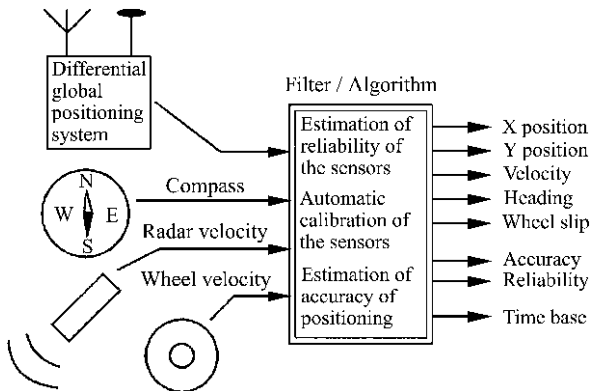 Differential
global
positioning
system
Filter / Algorithm
Estimation of
reliability of
the sensors
Automatic
calibration of
the sensors
Estimation of
accuracy of
positioning
N
W E
S
Compass
Radar velocity
Wheel velocity
X position
Y position
Velocity
Heading
Wheel slip
Accuracy
Reliability
Time base